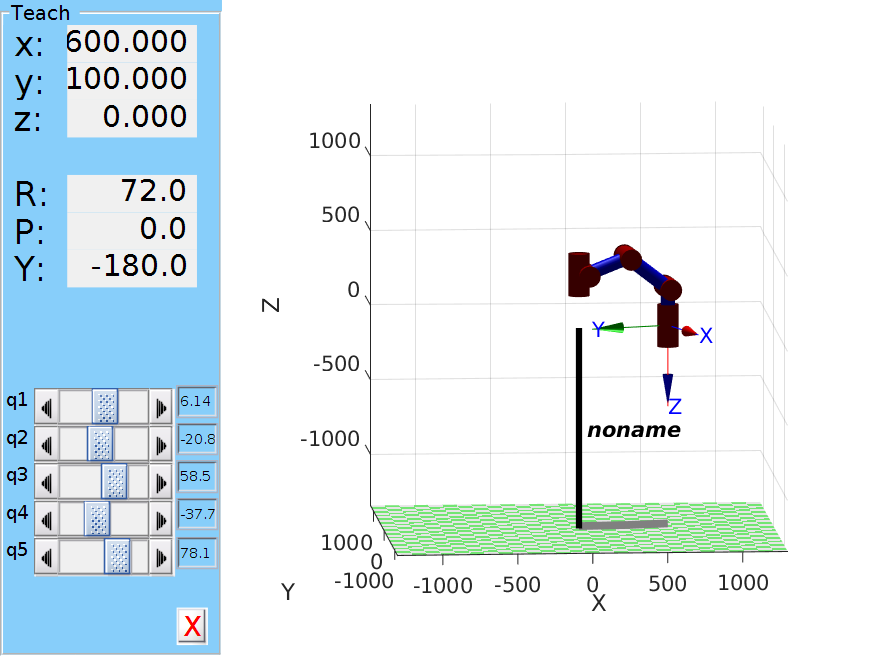 Teach
x: 600.000
y: 100.000
z: 0.000
R: 72.0
P: 0.0
Y: -180.0
q1 6.14
q2 -20.8
q3 58.5
q4 -37.7
q5 78.1
X
1000
500
0
-500
-1000
Z
Y
X
Z
noname
1000
0
-1000
Y
-1000
-500
0
500
1000
X